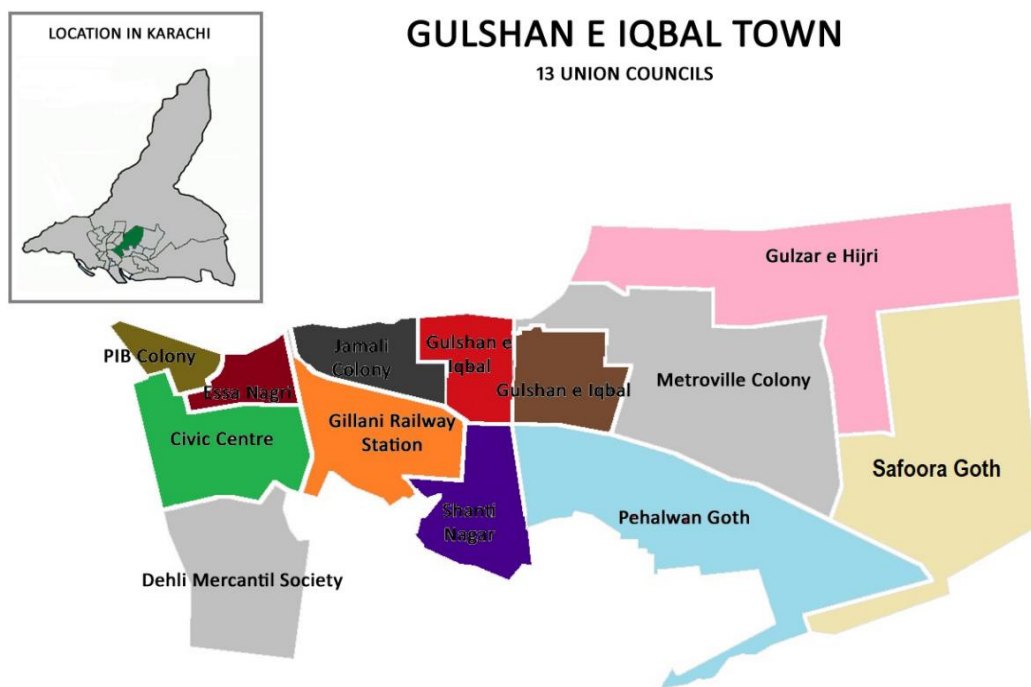 LOCATION IN KARACHI
GULSHAN E IQBAL TOWN
13 UNION COUNCILS
Gulzar e Hijri
PIB Colony
Jamali
Colony
Gulshan e
Iqbal
Essa Nagri
Gulshan e Iqbal
Metroville Colony
Civic Centre
Gillani Railway
Station
Safoora Goth
Shanti
Nagar
Pehalwan Goth
Dehli Mercantil Society